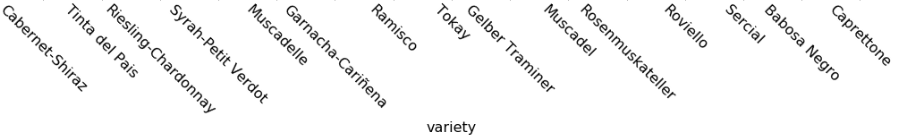 Cabernet-Shiraz
Tinta del Pais
Riesling-Chardonnay
Syrah-Petit Verdot
Muscadelle
Garnacha-Cariñena
Ramisco
Tokay
Gelber Traminer
Muscadel
Rosenmuskateller
Roviello
Sercial
Babosa Negro
Caprettone
variety